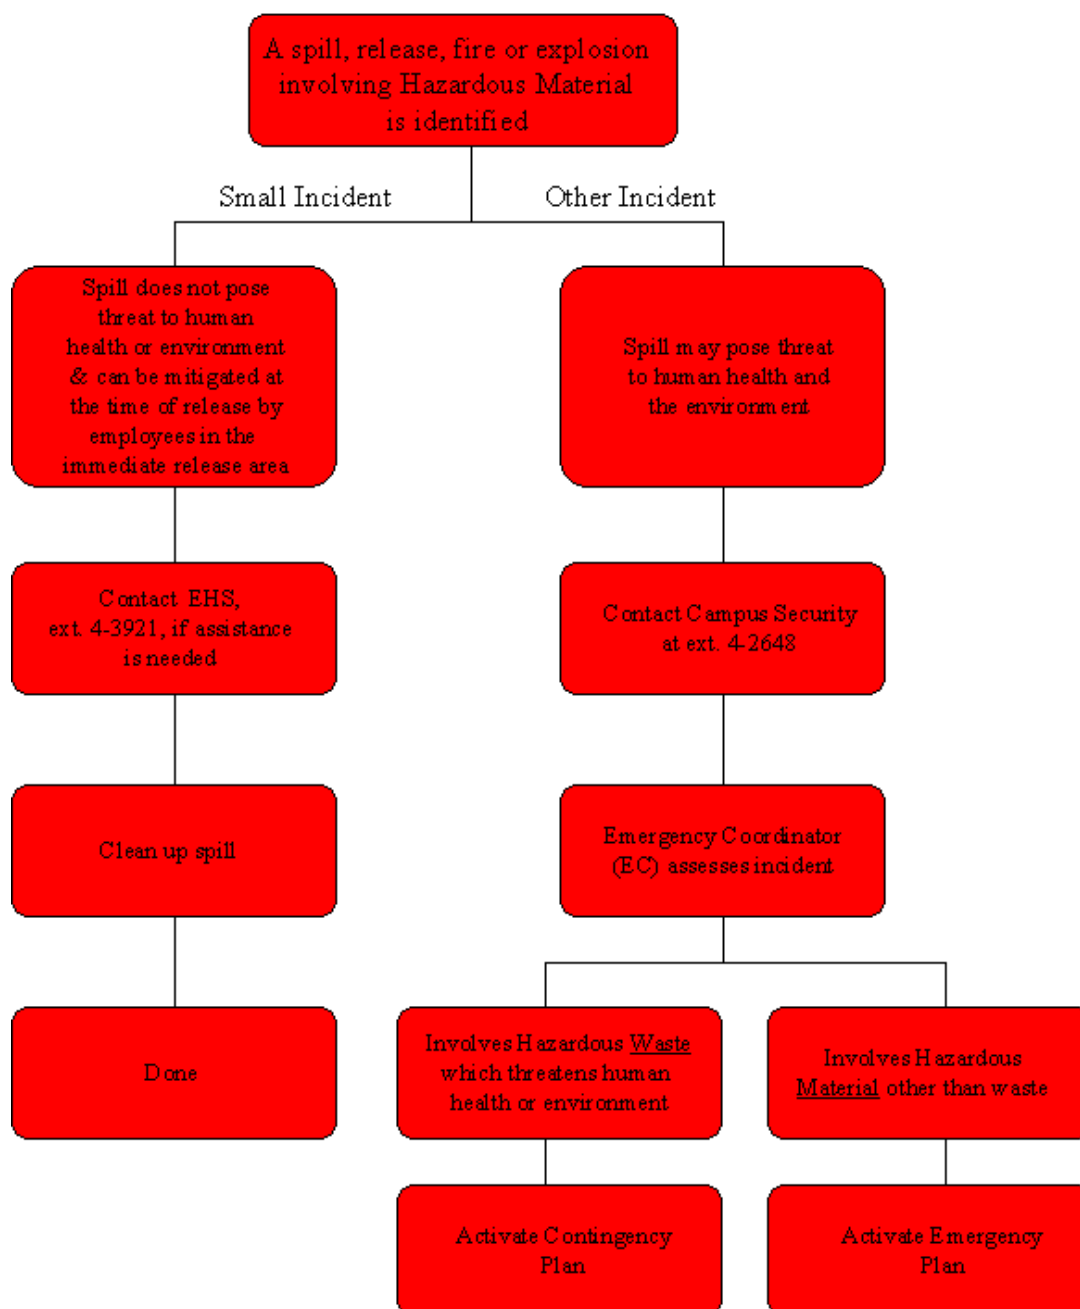 A spill, release, fire or explosion
involving Hazardous Material
is identified
Small Incident
Other Incident
Spill does not pose
threat to human
health or environment
& can be mitigated at
the time of release by
employees in the
immediate release area
Spill may pose threat
to human health and
the environment
Contact EHS,
ext. 4-3921, if assistance
is needed
Contact Campus Security
at ext. 4-2648
Clean up spill
Emergency Coordinator
(EC) assesses incident
Done
Involves Hazardous Waste
which threatens human
health or environment
Involves Hazardous
Material other than waste
Activate Contingency
Plan
Activate Emergency
Plan